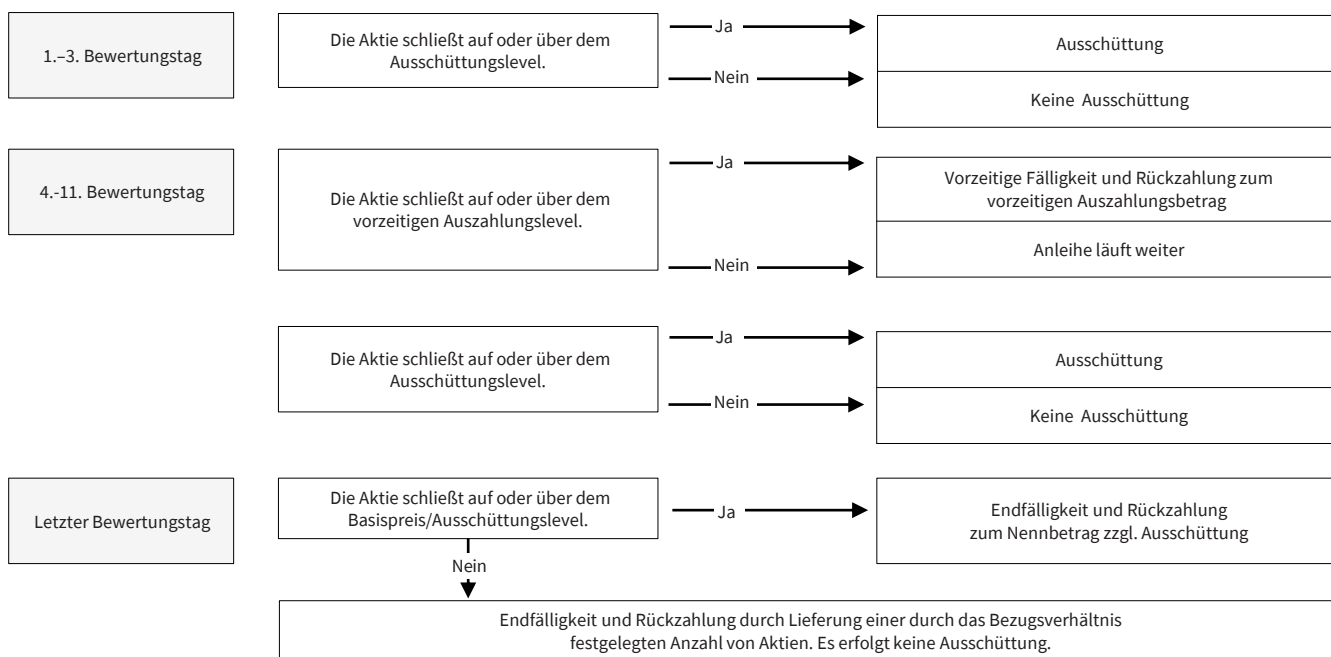 1.–3. Bewertungstag
Die Aktie schließt auf oder über dem
Ausschüttungslevel.
Ja
Ausschüttung
Nein
Keine Ausschüttung
4.-11. Bewertungstag
Die Aktie schließt auf oder über dem
vorzeitigen Auszahlungslevel.
Ja
Vorzeitige Fälligkeit und Rückzahlung zum
vorzeitigen Auszahlungsbetrag
Nein
Anleihe läuft weiter
Die Aktie schließt auf oder über dem
Ausschüttungslevel.
Ja
Ausschüttung
Nein
Keine Ausschüttung
Letzter Bewertungstag
Die Aktie schließt auf oder über dem
Basispreis/Ausschüttungslevel.
Ja
Endfälligkeit und Rückzahlung
zum Nennbetrag zzgl. Ausschüttung
Nein
Endfälligkeit und Rückzahlung durch Lieferung einer durch das Bezugsverhältnis
festgelegten Anzahl von Aktien. Es erfolgt keine Ausschüttung.